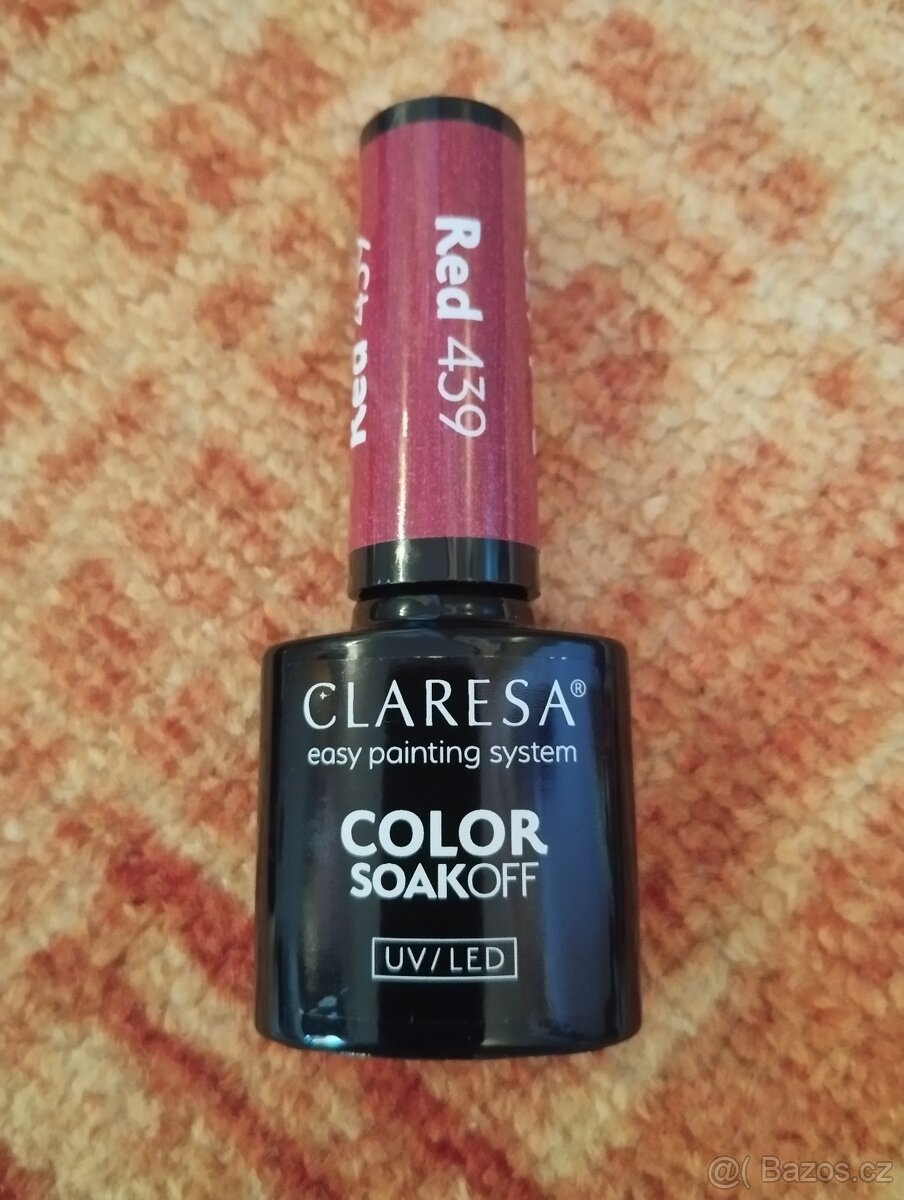 Red 439
Red 439
CLARESA®
easy painting system
COLOR
SOAKOFF
UV/LED
@( Bazos.cz